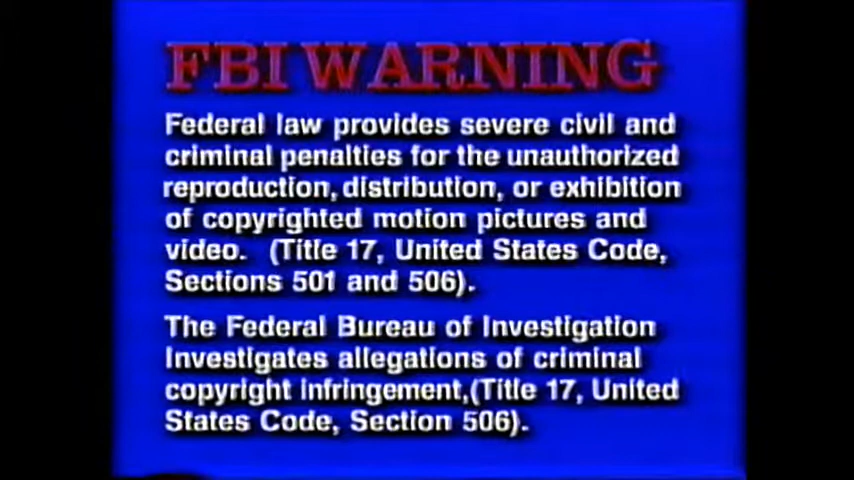 FBI WARNING
Federal law provides severe civil and
criminal penalties for the unauthorized
reproduction, distribution, or exhibition
of copyrighted motion pictures and
video. (Title 17, United States Code,
Sections 501 and 506).
The Federal Bureau of Investigation
Investigates allegations of criminal
copyright infringement,(Title 17, United
States Code, Section 506).